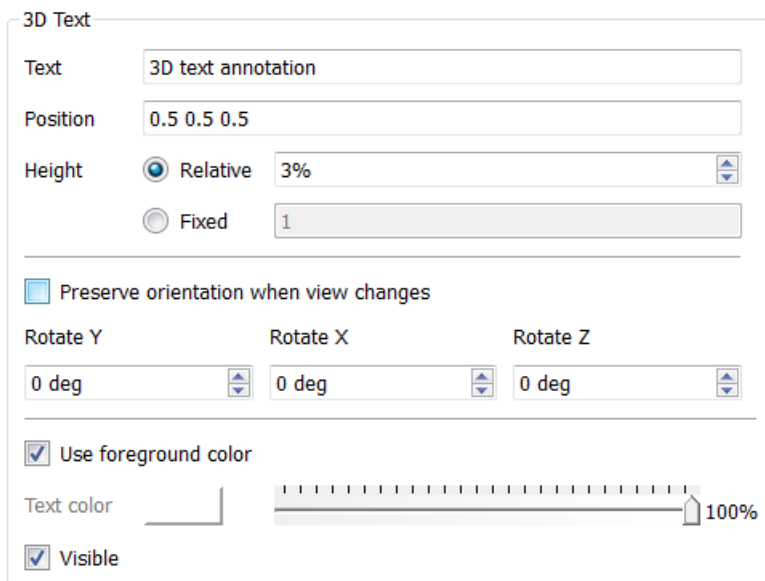 3D Text
Text 3D text annotation
Position 0.5 0.5 0.5
Height Relative 3%
Fixed 1
Preserve orientation when view changes
Rotate Y Rotate X Rotate Z
0 deg 0 deg 0 deg
Use foreground color
Text color 100%
Visible